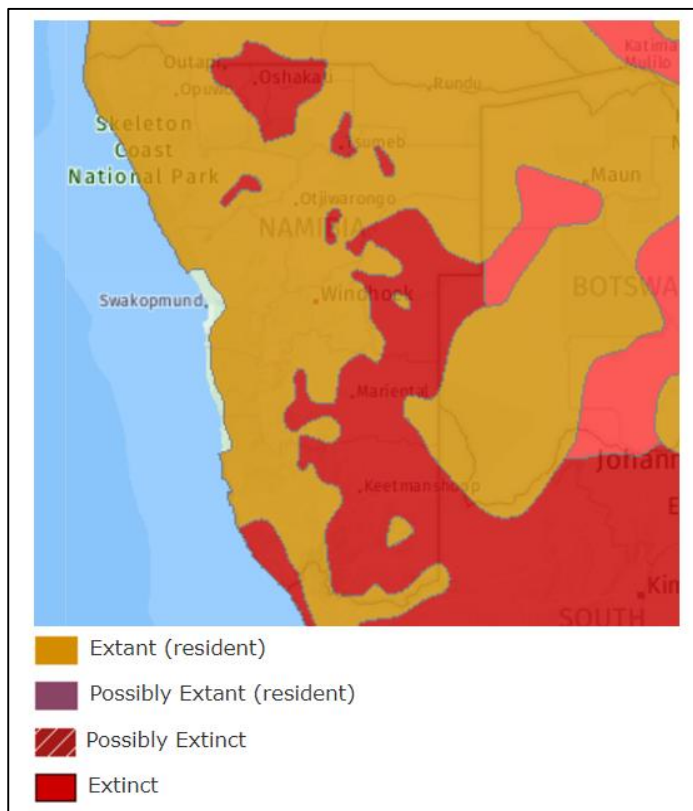 Katima
Mulilo
Outapi
Oshakati
Opuwo
Rundu
Skeleton
Coast
National Park
Tsumeb
Maun
Otjiwarongo
NAMIBIA
BOTSWA
Swakopmund
Windhoek
Mariental
Keetmanshoop
Johann
Kim
SOUTH
Extant (resident)
Possibly Extant (resident)
Possibly Extinct
Extinct